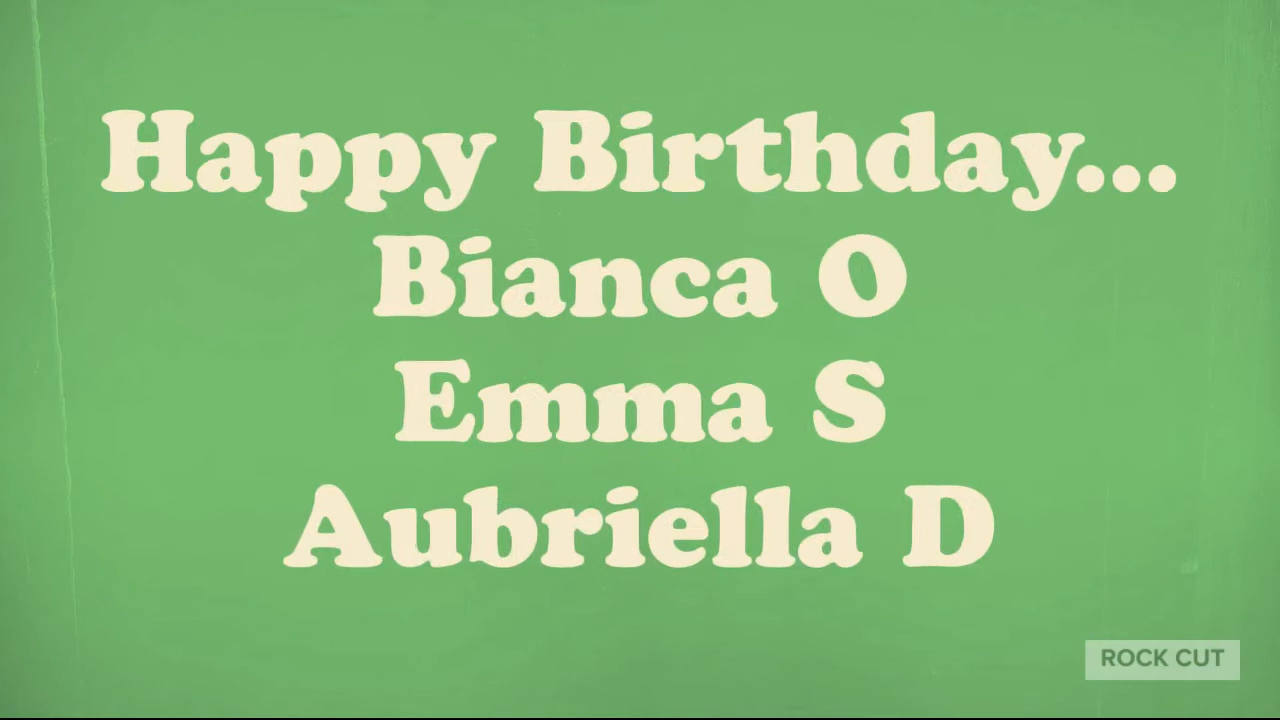 Happy Birthday...
Bianca O
Emma S
Aubriella D
ROCK CUT